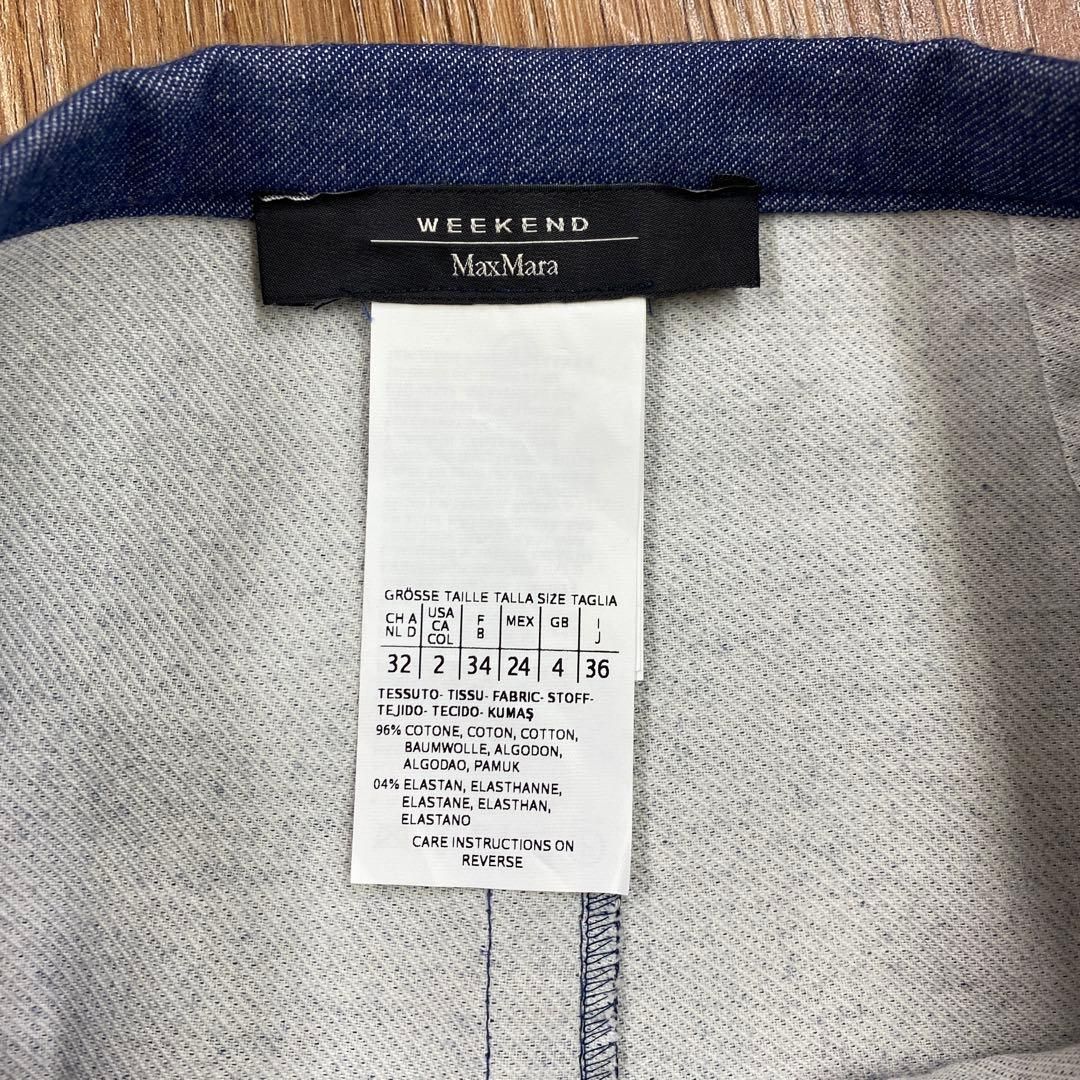 WEEKEND
MaxMara
GRÖSSE TAILLE TALLA SIZE TAGLIA
CH A NL D USA CA COL F B MEX GB I J
32 2 34 24 4 36
TESSUTO- TISSU- FABRIC- STOFF-
TEJIDO- TECIDO- KUMAŞ
96% COTONE, COTON, COTTON,
BAUMWOLLE, ALGODON,
ALGODAO, PAMUK
04% ELASTAN, ELASTHANNE,
ELASTANE, ELASTHAN,
ELASTANO
CARE INSTRUCTIONS ON
REVERSE